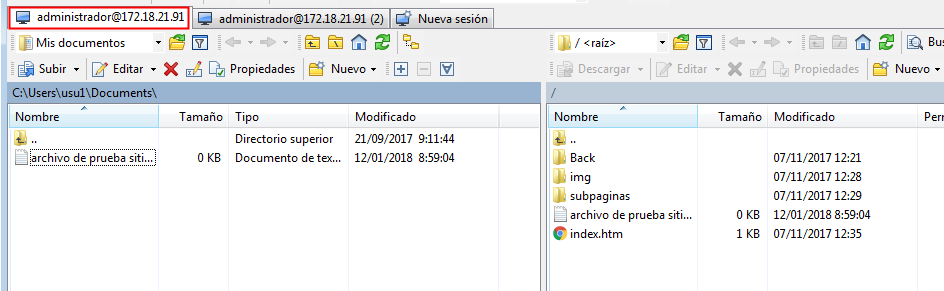 administrador@172.18.21.91 administrador@172.18.21.91 (2) Nueva sesión
Mis documentos
Subir Editar Propiedades Nuevo
C:\Users\usu1\Documents\
Nombre Tamaño Tipo Modificado
.. Directorio superior 21/09/2017 9:11:44
archivo de prueba siti... 0 KB Documento de tex... 12/01/2018 8:59:04
/ <raíz> Bus
Descargar Editar Propiedades Nuevo
/
Nombre Tamaño Modificado Perr
..
Back 07/11/2017 12:21
img 07/11/2017 12:28
subpaginas 07/11/2017 12:29
archivo de prueba siti... 0 KB 12/01/2018 8:59:04
index.htm 1 KB 07/11/2017 12:35